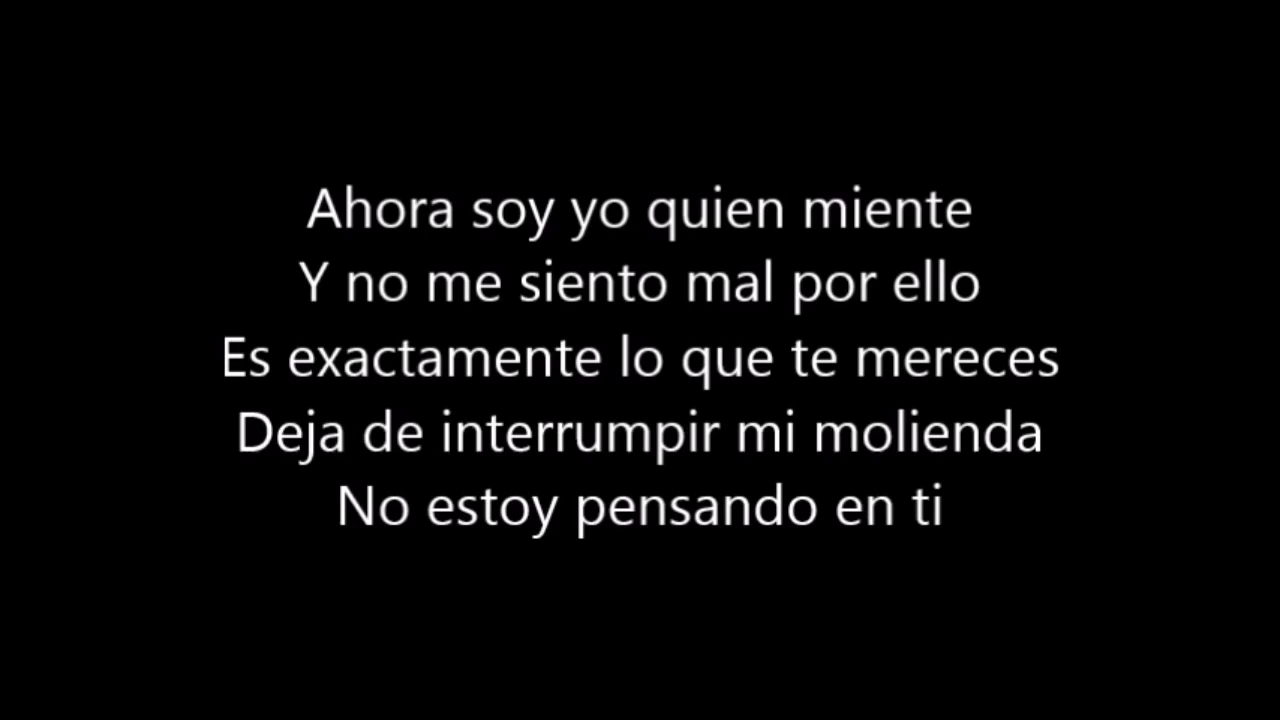 Ahora soy yo quien miente
Y no me siento mal por ello
Es exactamente lo que te mereces
Deja de interrumpir mi molienda
No estoy pensando en ti